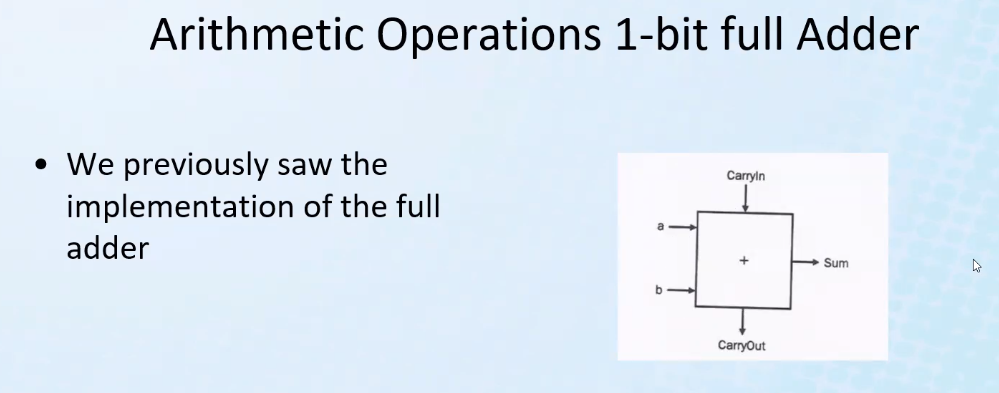 Arithmetic Operations 1-bit full Adder
• We previously saw the
implementation of the full
adder
CarryIn
a
+
Sum
b
CarryOut